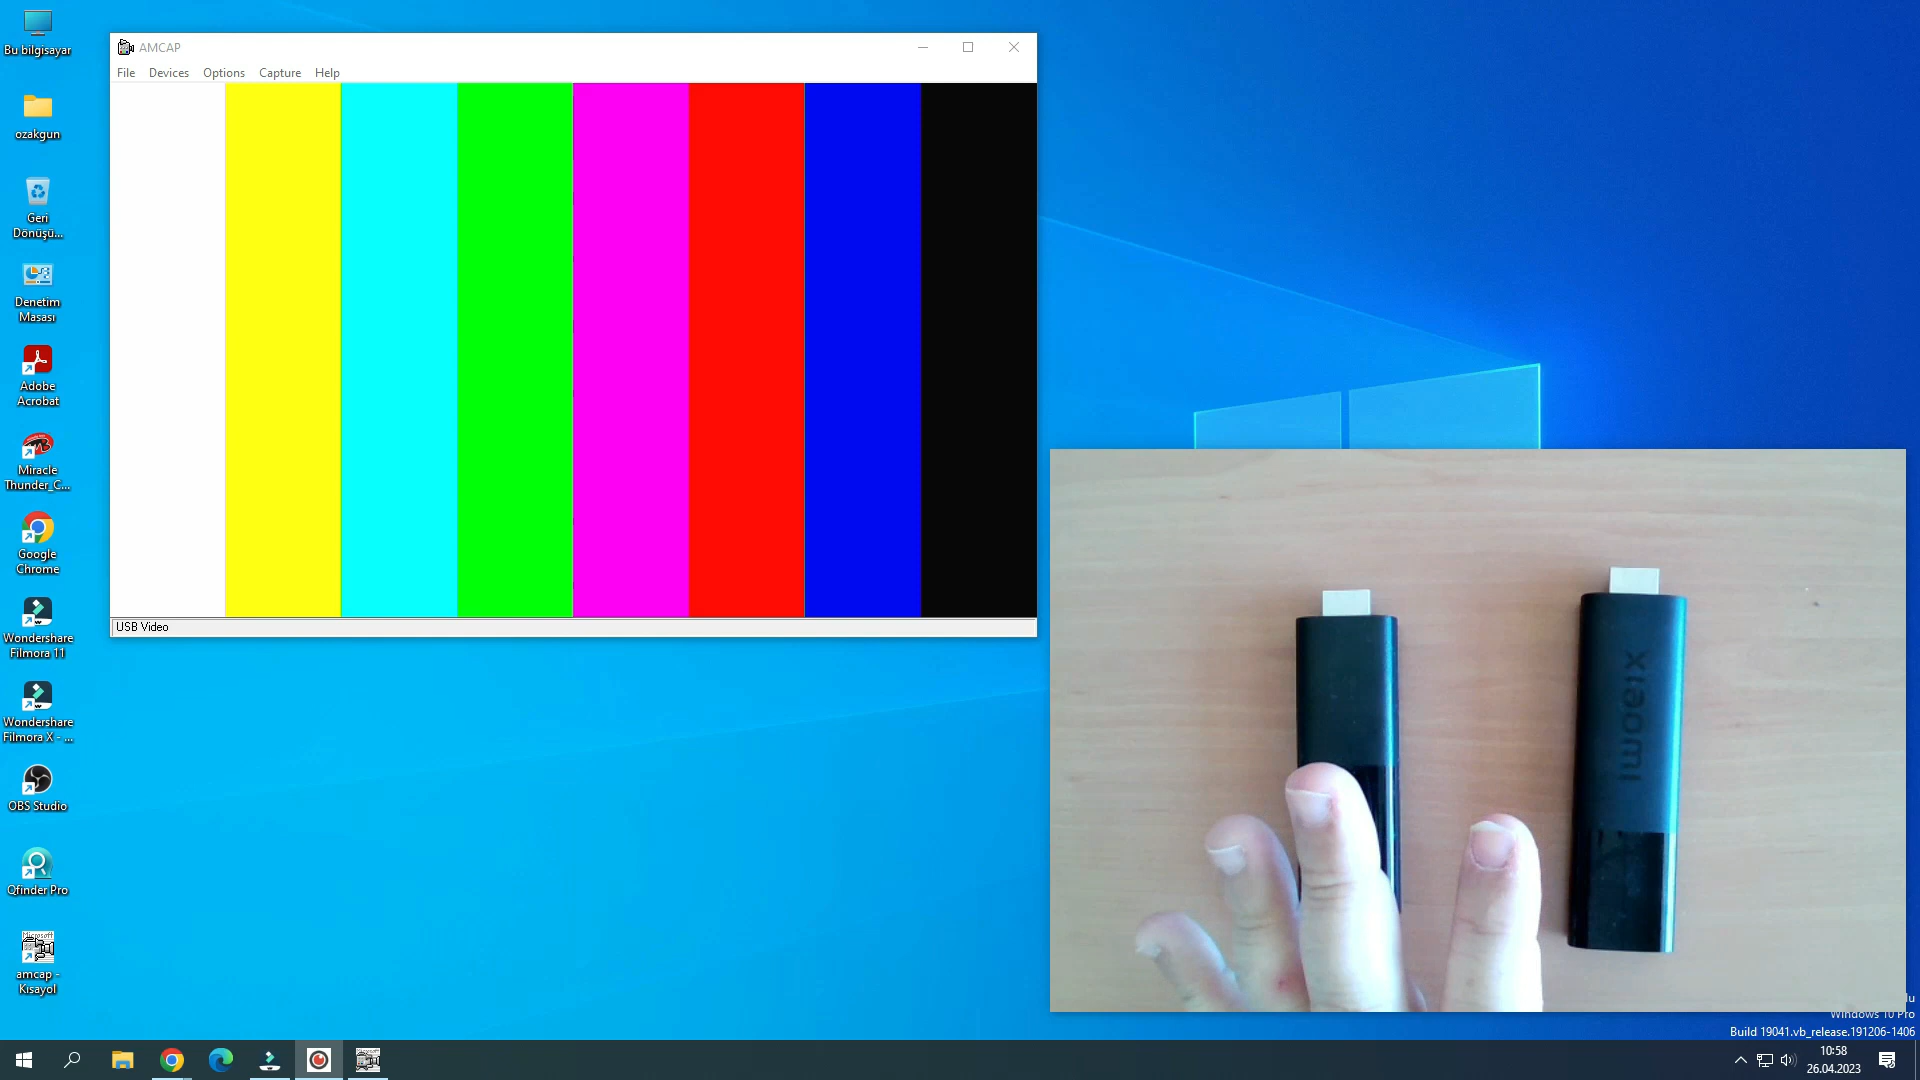 Bu bilgisayar
ozakgun
Geri
Dönüşü...
Denetim
Masası
Adobe
Acrobat
Miracle
Thunder_C...
Google
Chrome
Wondershare
Filmora 11
Wondershare
Filmora X - ...
OBS Studio
Qfinder Pro
Microsoft
amcap -
Kısayol
AMCAP
File Devices Options Capture Help
USB Video
xiaomi
Windows 10 Pro
Build 19041.vb_release.191206-1406
10:58
26.04.2023